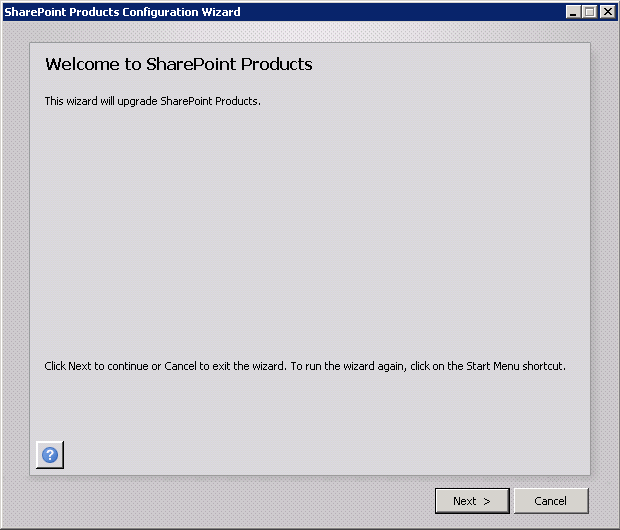 SharePoint Products Configuration Wizard
Welcome to SharePoint Products
This wizard will upgrade SharePoint Products.
Click Next to continue or Cancel to exit the wizard. To run the wizard again, click on the Start Menu shortcut.
?
Next >
Cancel